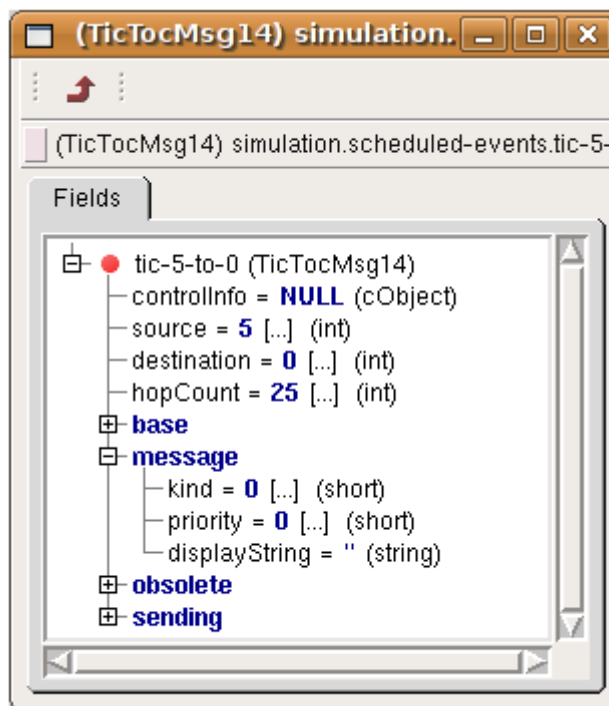 (TicTocMsg14) simulation.
(TicTocMsg14) simulation.scheduled-events.tic-5-
Fields
tic-5-to-0 (TicTocMsg14)
controlInfo = NULL (cObject)
source = 5 [...] (int)
destination = 0 [...] (int)
hopCount = 25 [...] (int)
base
message
kind = 0 [...] (short)
priority = 0 [...] (short)
displayString = '' (string)
obsolete
sending